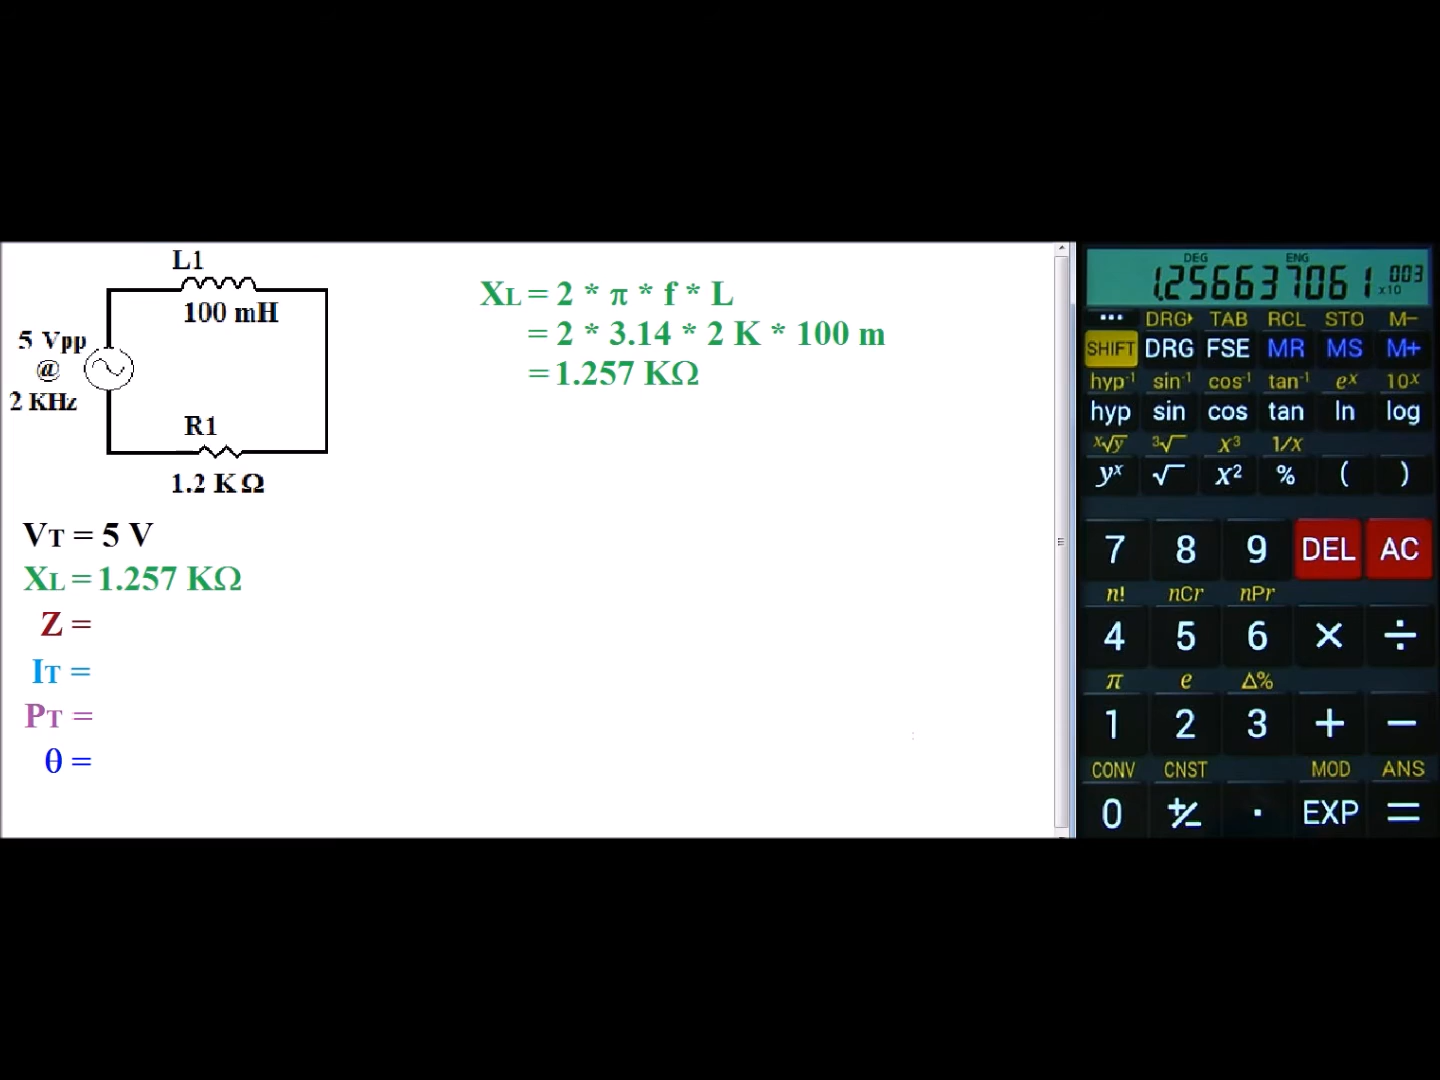 L1
100 mH
5 Vpp
@
2 KHz
R1
1.2 K Ω
XL = 2 * π * f * L
= 2 * 3.14 * 2 K * 100 m
= 1.257 KΩ
VT = 5 V
XL = 1.257 KΩ
Z =
IT =
PT =
θ =
DEG ENG
1.256637061 x10 003
••• DRG▸ TAB RCL STO M−
SHIFT DRG FSE MR MS M+
hyp⁻¹ sin⁻¹ cos⁻¹ tan⁻¹ eˣ 10ˣ
hyp sin cos tan ln log
ˣ√y ³√ x³ 1/x
yˣ √ x² % ( )
7 8 9 DEL AC
n! nCr nPr
4 5 6 × ÷
π e Δ%
1 2 3 + −
CONV CNST MOD ANS
0 +/− . EXP =